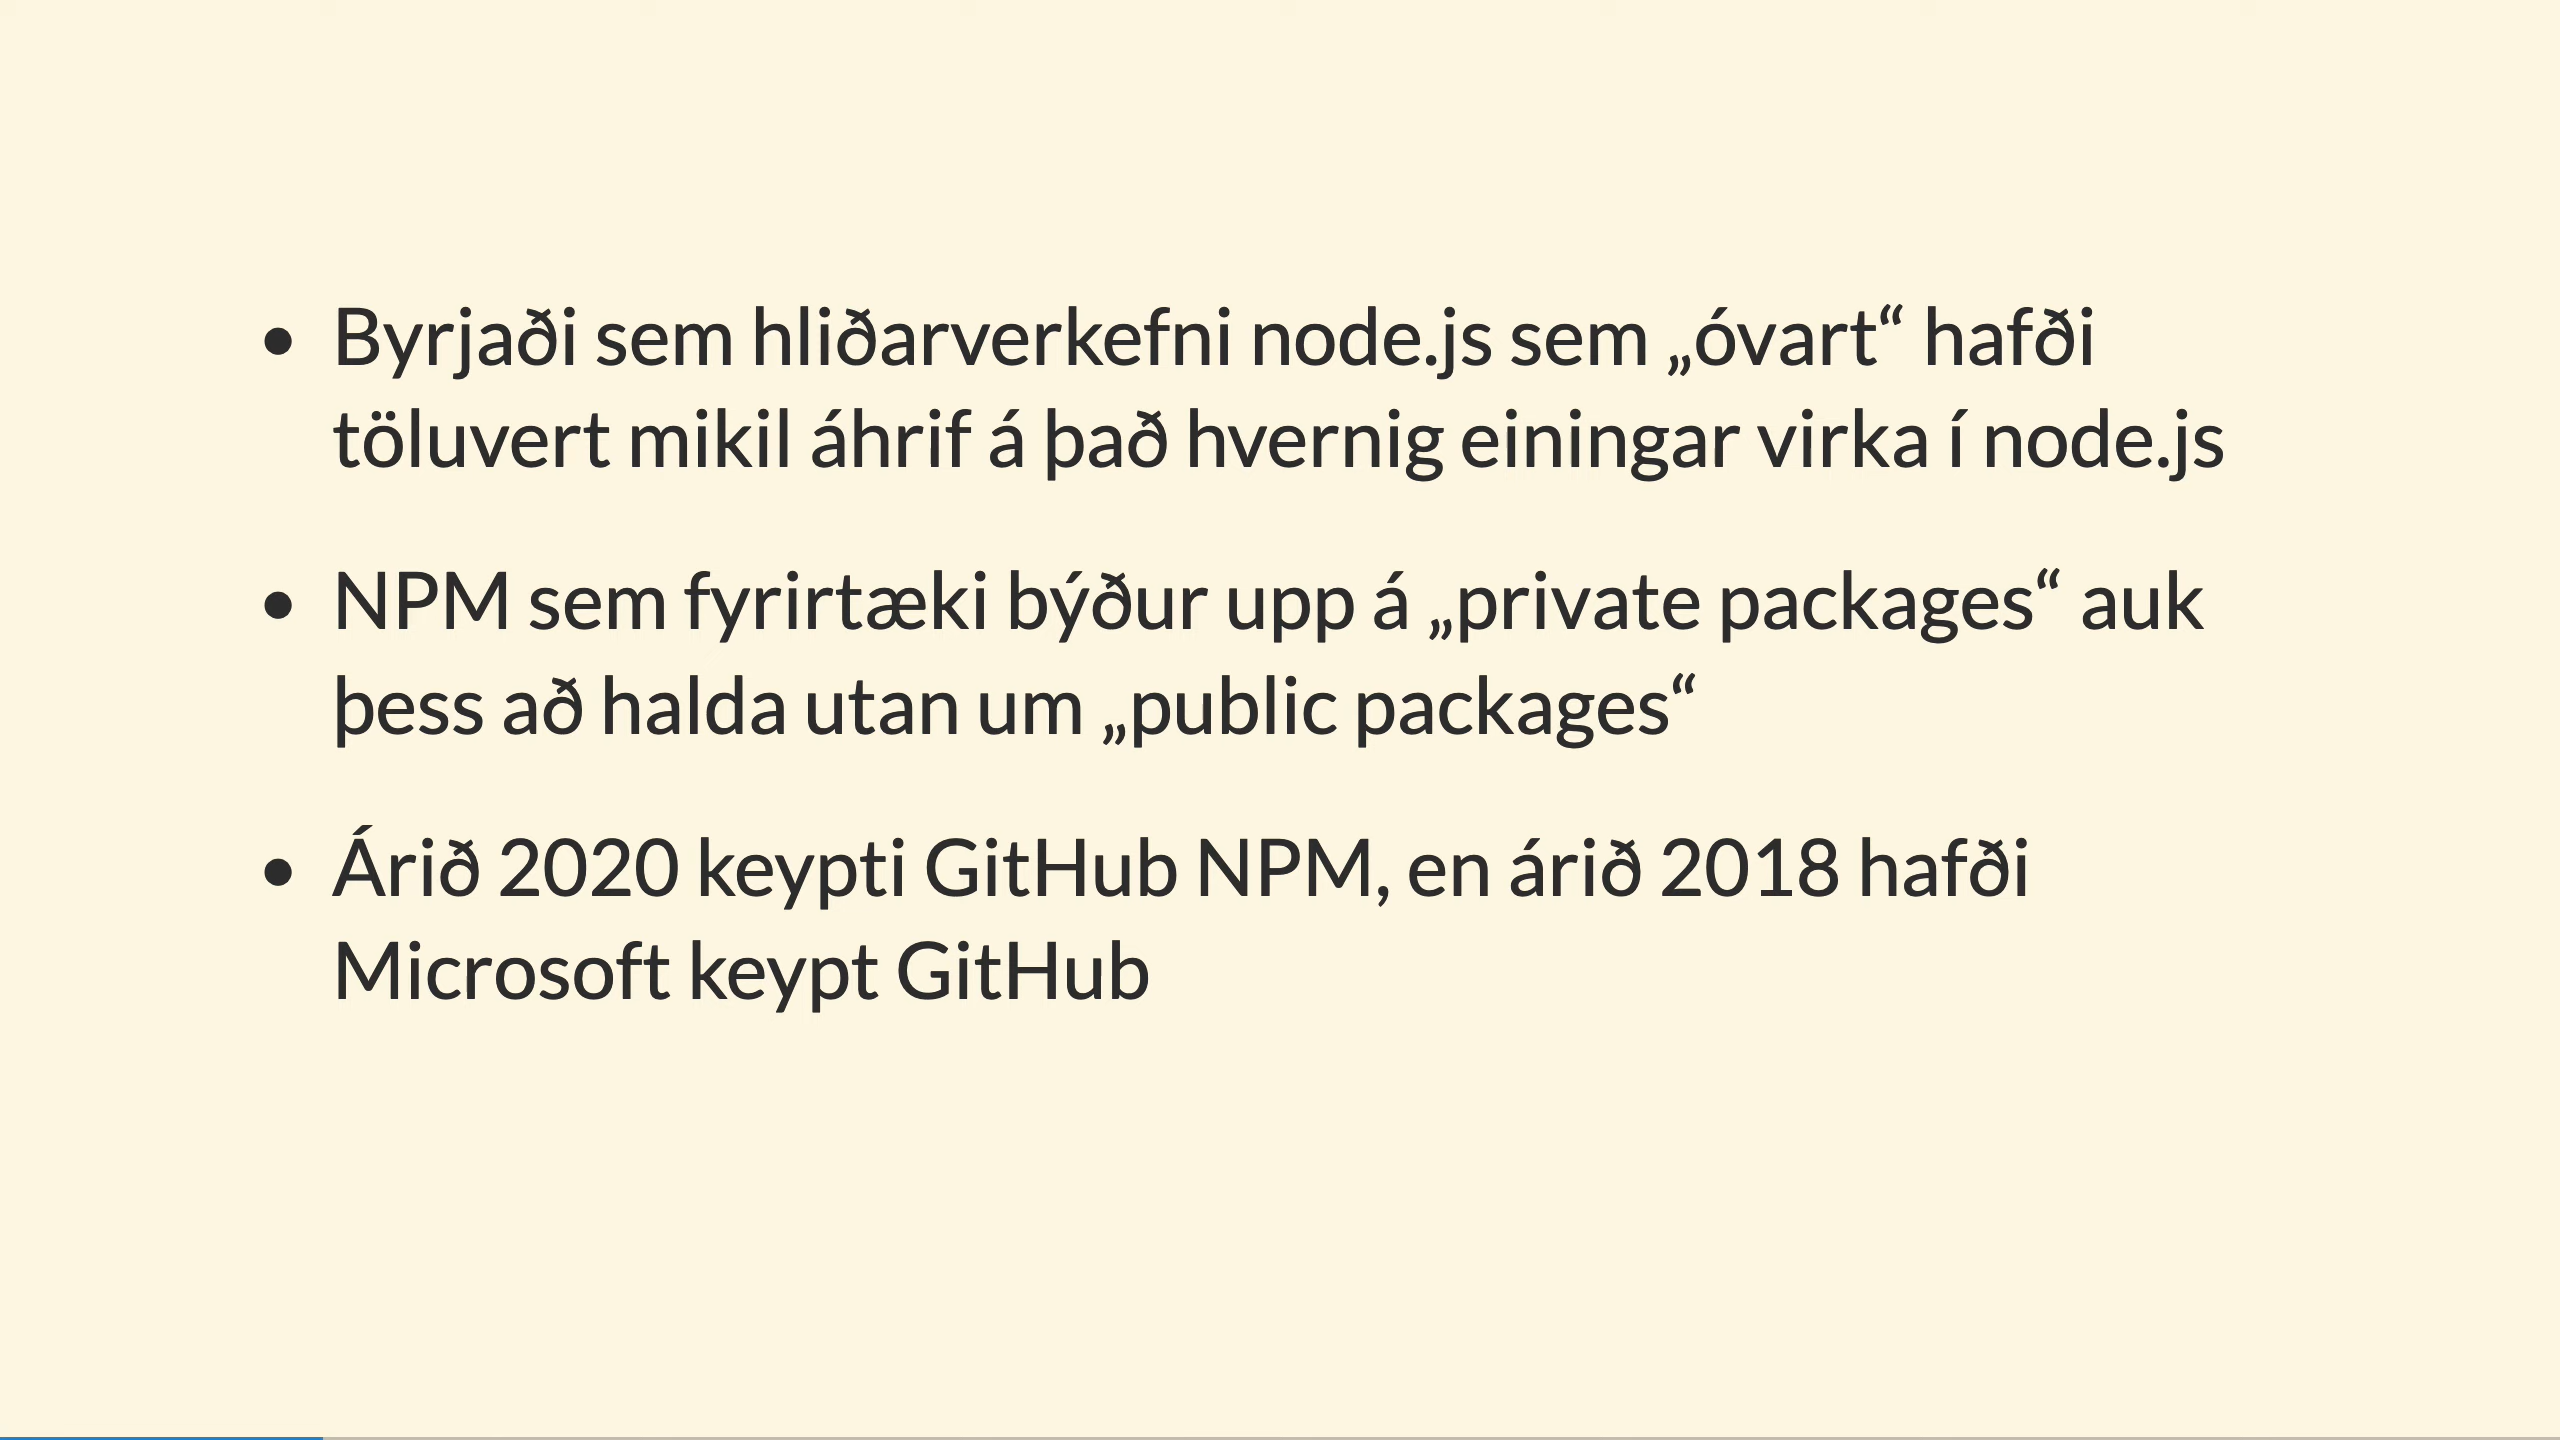 • Byrjaði sem hliðarverkefni node.js sem „óvart“ hafði
töluvert mikil áhrif á það hvernig einingar virka í node.js
• NPM sem fyrirtæki býður upp á „private packages“ auk
þess að halda utan um „public packages“
• Árið 2020 keypti GitHub NPM, en árið 2018 hafði
Microsoft keypt GitHub